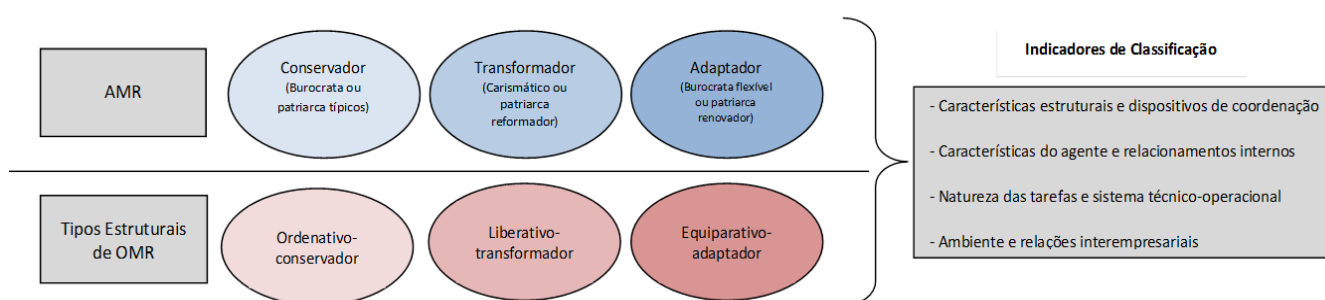 AMR
Conservador
(Burocrata ou
patriarca típicos)
Transformador
(Carismático ou
patriarca
reformador)
Adaptador
(Burocrata flexível
ou patriarca
renovador)
Tipos Estruturais
de OMR
Ordenativo-
conservador
Liberativo-
transformador
Equiparativo-
adaptador
Indicadores de Classificação
- Características estruturais e dispositivos de coordenação
- Características do agente e relacionamentos internos
- Natureza das tarefas e sistema técnico-operacional
- Ambiente e relações interempresariais